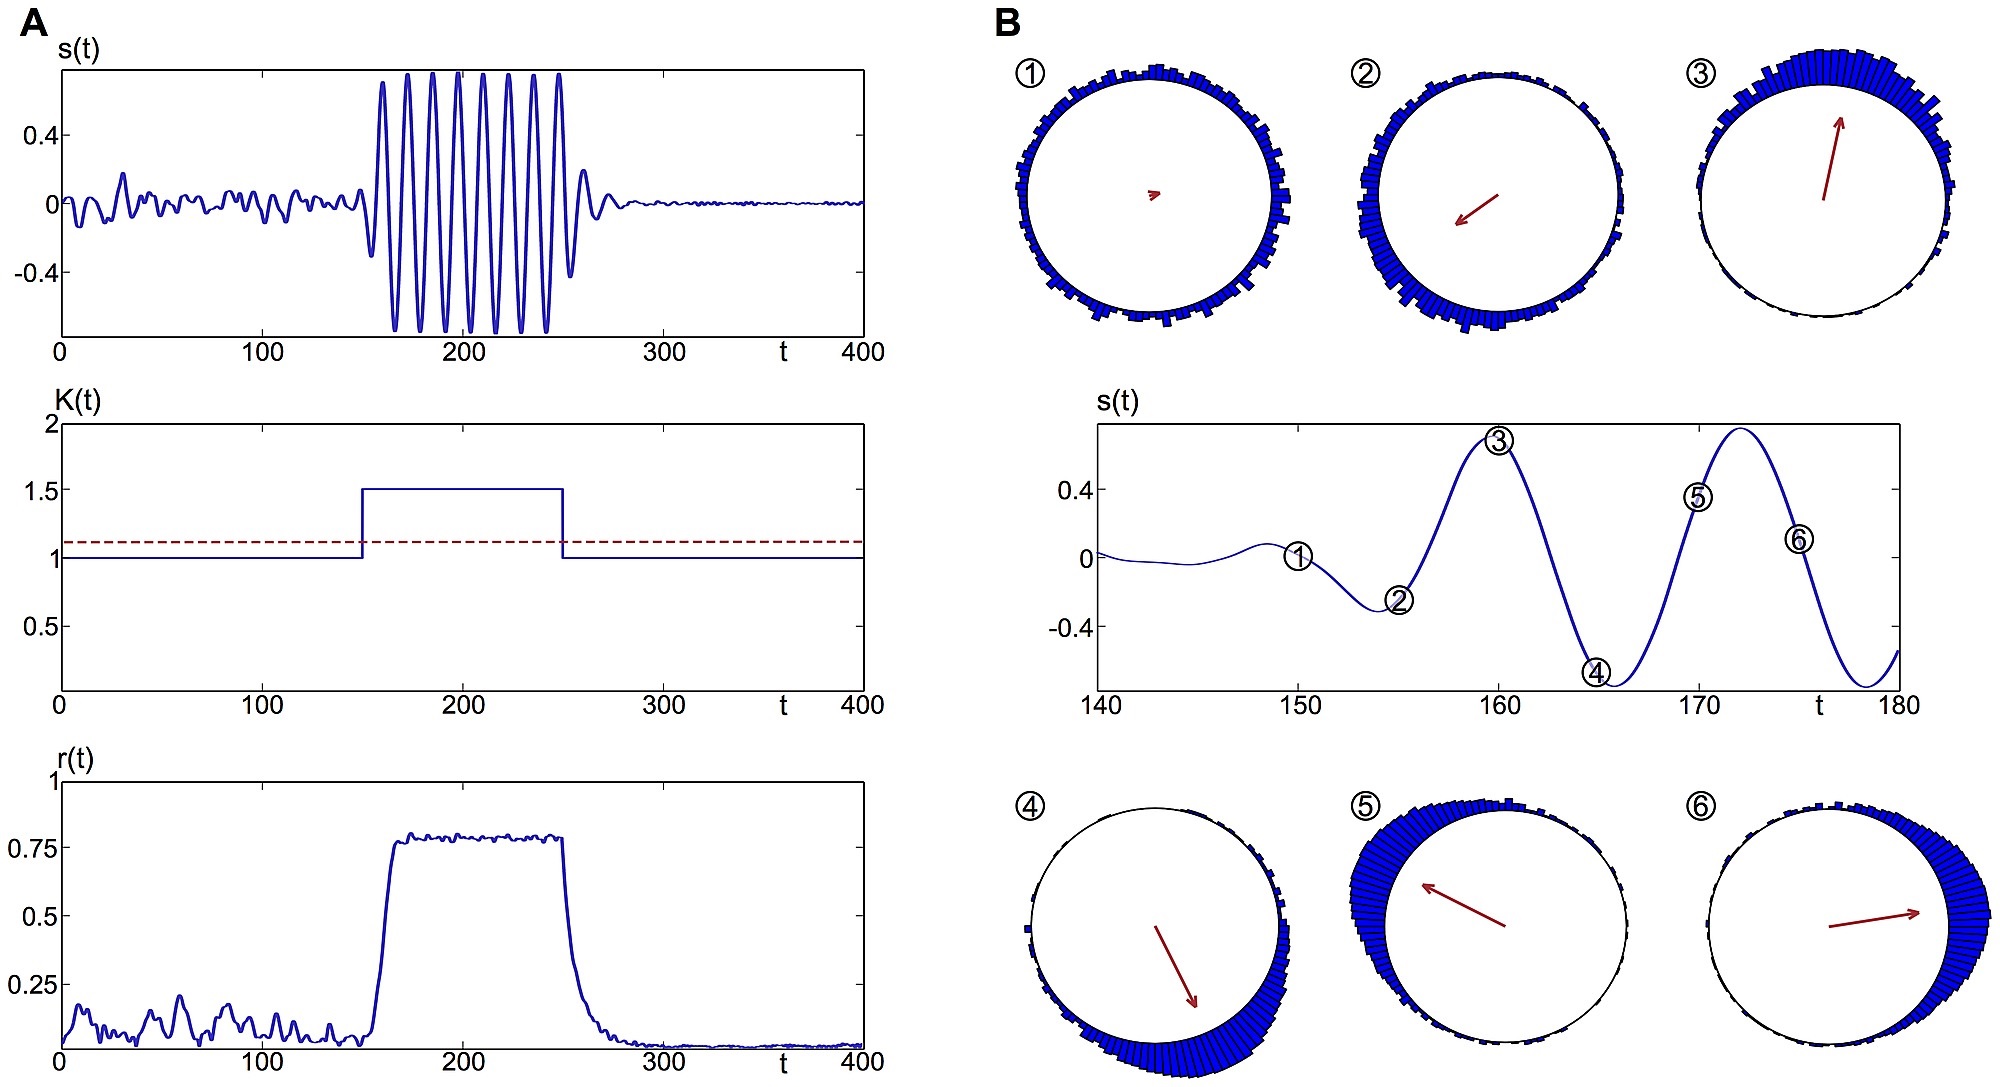 A
s(t)
0.4
0
-0.4
0 100 200 300 t 400
K(t)
2
1.5
1
0.5
0 100 200 300 t 400
r(t)
1
0.75
0.5
0.25
0 100 200 300 t 400
B
① ② ③
s(t)
0.4
0
-0.4
① ② ③ ④ ⑤ ⑥
140 150 160 170 t 180
④ ⑤ ⑥